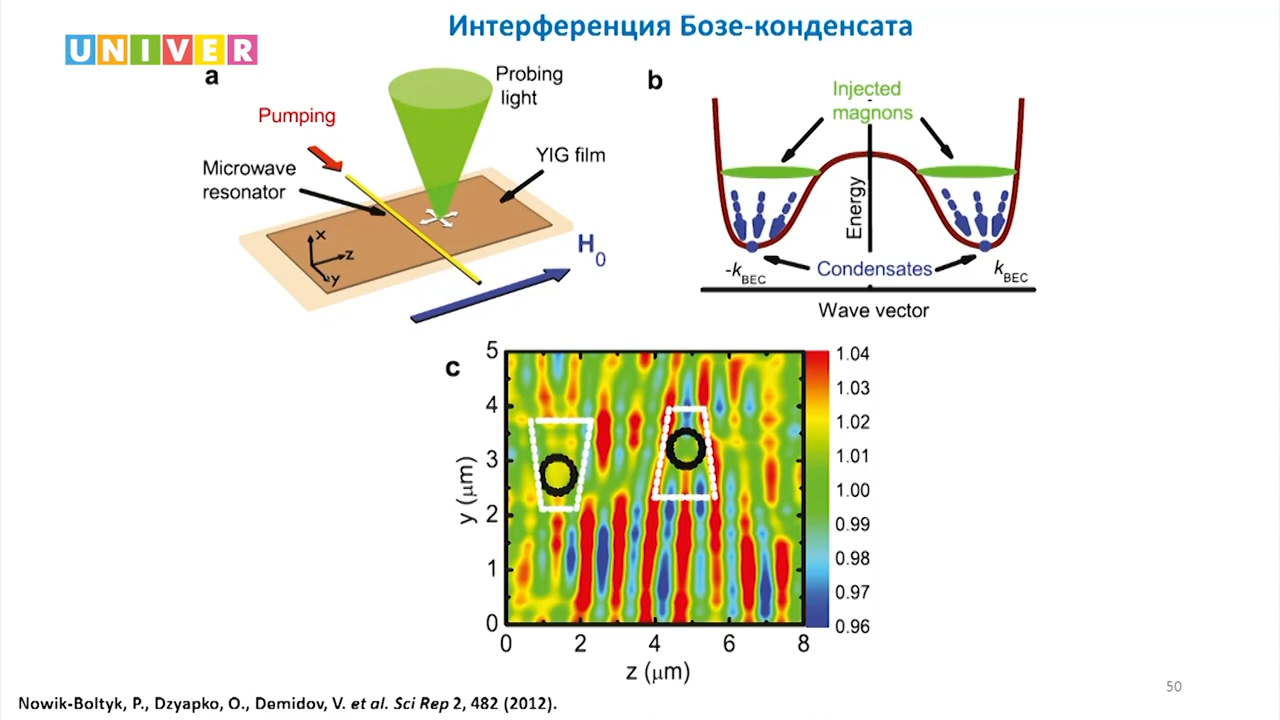 Интерференция Бозе-конденсата
UNIVER
a
Probing
light
Pumping
Microwave
resonator
YIG film
x
z
y
H0
b
Injected
magnons
Energy
-kBEC
Condensates
kBEC
Wave vector
c
5
4
3
2
1
0
y (μm)
0 2 4 6 8
z (μm)
1.04
1.03
1.02
1.01
1.00
0.99
0.98
0.97
0.96
50
Nowik-Boltyk, P., Dzyapko, O., Demidov, V. et al. Sci Rep 2, 482 (2012).